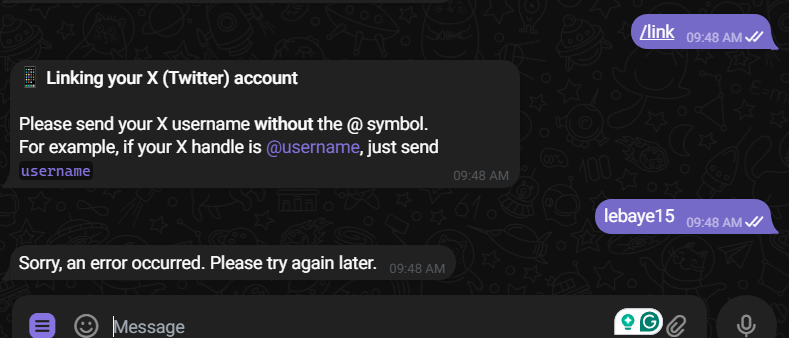 /link 09:48 AM
Linking your X (Twitter) account
Please send your X username without the @ symbol.
For example, if your X handle is @username, just send
username 09:48 AM
lebaye15 09:48 AM
Sorry, an error occurred. Please try again later. 09:48 AM
Message